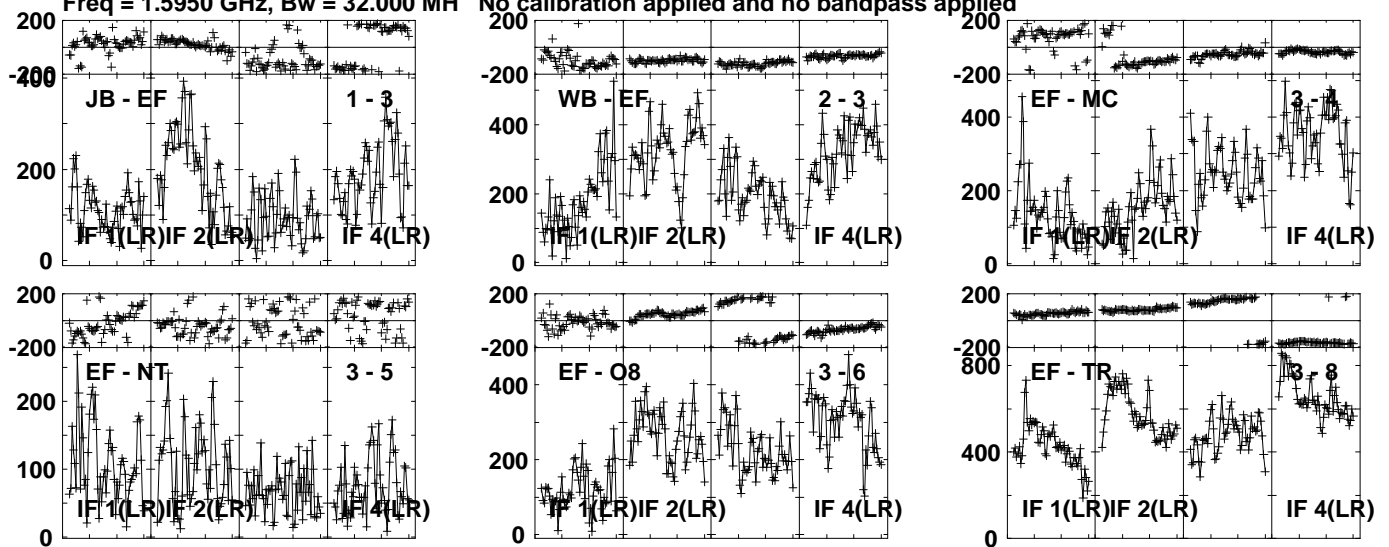 Freq = 1.5950 GHz, Bw = 32.000 MH No calibration applied and no bandpass applied
200
-200
400
200
0
JB - EF 1 - 3
IF 1(LR) IF 2(LR) IF 4(LR)
200
-200
400
200
0
WB - EF 2 - 3
IF 1(LR) IF 2(LR) IF 4(LR)
200
-200
400
200
0
EF - MC 3 - 4
IF 1(LR) IF 2(LR) IF 4(LR)
200
-200
200
100
0
EF - NT 3 - 5
IF 1(LR) IF 2(LR) IF 4(LR)
200
-200
400
200
0
EF - O8 3 - 6
IF 1(LR) IF 2(LR) IF 4(LR)
200
-200
800
400
0
EF - TR 3 - 8
IF 1(LR) IF 2(LR) IF 4(LR)